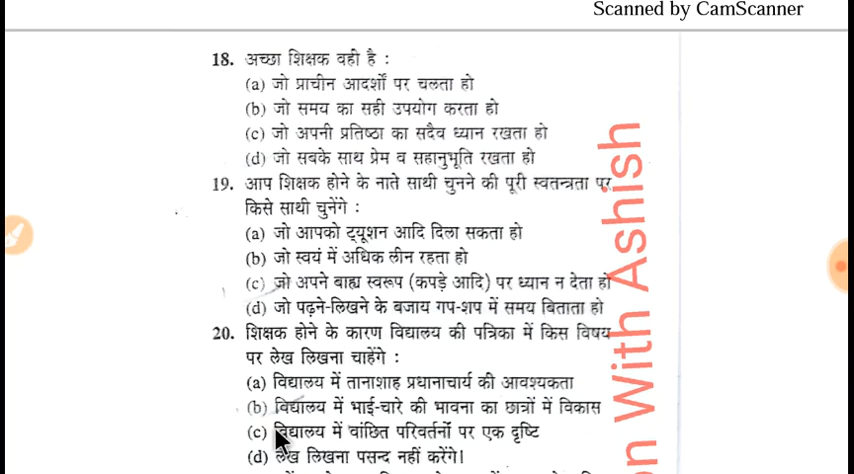 Scanned by CamScanner
18. अच्छा शिक्षक वही है :
(a) जो प्राचीन आदर्शों पर चलता हो
(b) जो समय का सही उपयोग करता हो
(c) जो अपनी प्रतिष्ठा का सदैव ध्यान रखता हो
(d) जो सबके साथ प्रेम व सहानुभूति रखता हो
19. आप शिक्षक होने के नाते साथी चुनने की पूरी स्वतन्त्रता पर
किसे साथी चुनेंगे :
(a) जो आपको ट्यूशन आदि दिला सकता हो
(b) जो स्वयं में अधिक लीन रहता हो
(c) जो अपने बाह्य स्वरूप (कपड़े आदि) पर ध्यान न देता हो
(d) जो पढ़ने-लिखने के बजाय गप-शप में समय बिताता हो
20. शिक्षक होने के कारण विद्यालय की पत्रिका में किस विषय
पर लेख लिखना चाहेंगे :
(a) विद्यालय में तानाशाह प्रधानाचार्य की आवश्यकता
(b) विद्यालय में भाई-चारे की भावना का छात्रों में विकास
(c) विद्यालय में वांछित परिवर्तनों पर एक दृष्टि
(d) लेख लिखना पसन्द नहीं करेंगे।
With Ashish